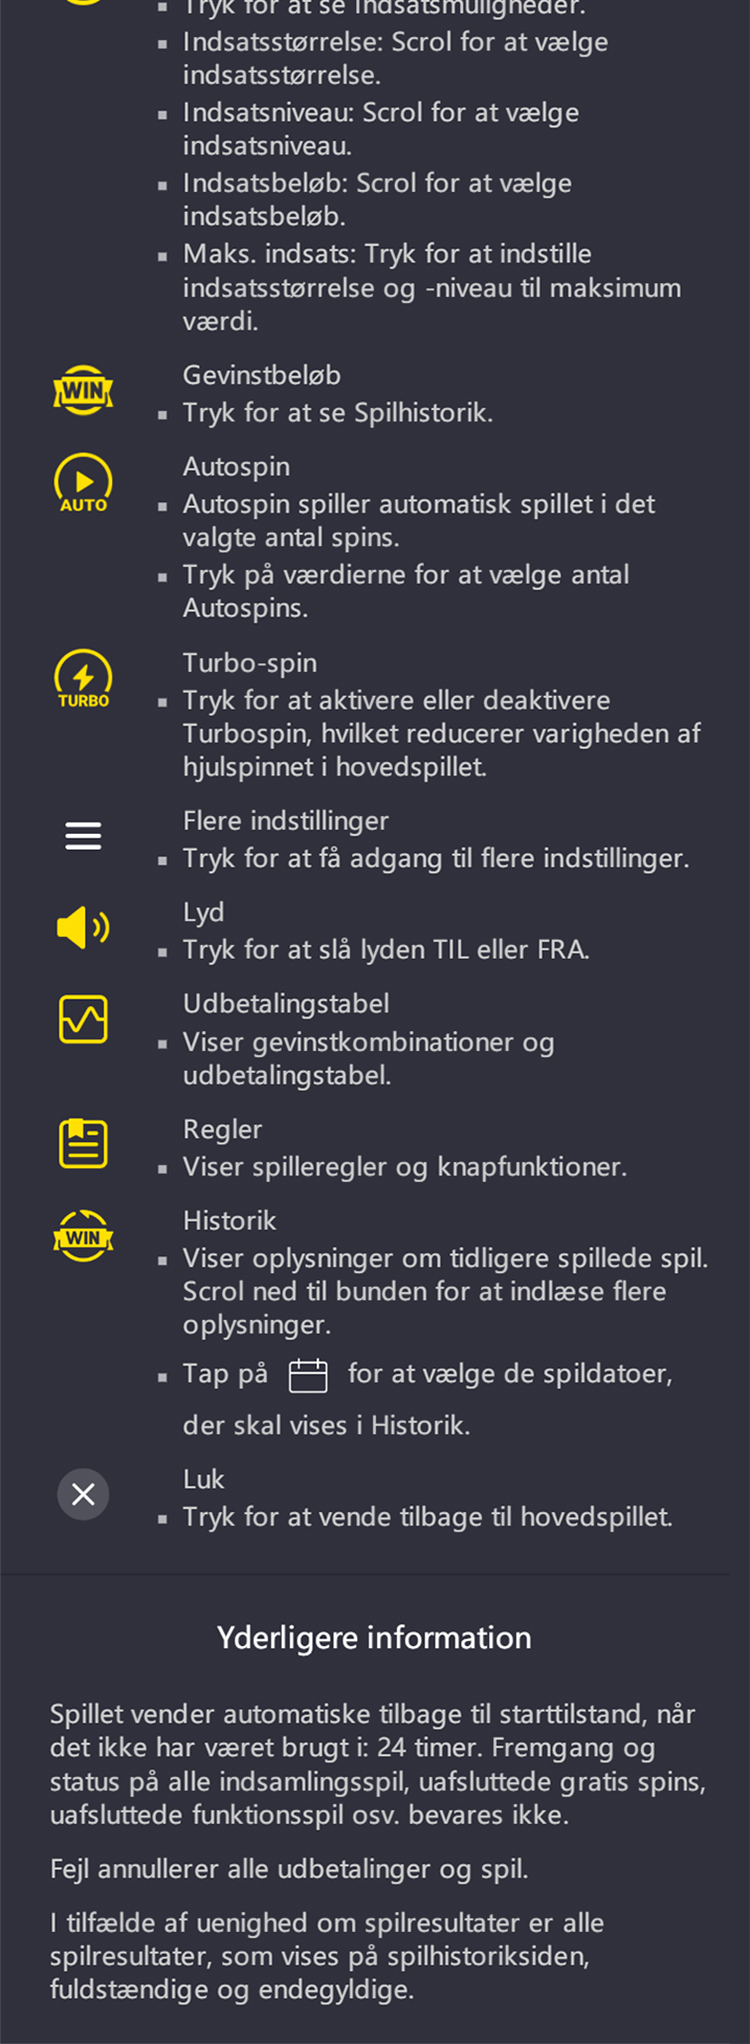 Tryk for at se Indsatsmuligheder.
Indsatsstørrelse: Scrol for at vælge
indsatsstørrelse.
Indsatsniveau: Scrol for at vælge
indsatsniveau.
Indsatsbeløb: Scrol for at vælge
indsatsbeløb.
Maks. indsats: Tryk for at indstille
indsatsstørrelse og -niveau til maksimum
værdi.
WIN
Gevinstbeløb
Tryk for at se Spilhistorik.
AUTO
Autospin
Autospin spiller automatisk spillet i det
valgte antal spins.
Tryk på værdierne for at vælge antal
Autospins.
TURBO
Turbo-spin
Tryk for at aktivere eller deaktivere
Turbospin, hvilket reducerer varigheden af
hjulspinnet i hovedspillet.
Flere indstillinger
Tryk for at få adgang til flere indstillinger.
Lyd
Tryk for at slå lyden TIL eller FRA.
Udbetalingstabel
Viser gevinstkombinationer og
udbetalingstabel.
Regler
Viser spilleregler og knapfunktioner.
WIN
Historik
Viser oplysninger om tidligere spillede spil.
Scrol ned til bunden for at indlæse flere
oplysninger.
Tap på for at vælge de spildatoer,
der skal vises i Historik.
Luk
Tryk for at vende tilbage til hovedspillet.
Yderligere information
Spillet vender automatiske tilbage til starttilstand, når
det ikke har været brugt i: 24 timer. Fremgang og
status på alle indsamlingsspil, uafsluttede gratis spins,
uafsluttede funktionsspil osv. bevares ikke.
Fejl annullerer alle udbetalinger og spil.
I tilfælde af uenighed om spilresultater er alle
spilresultater, som vises på spilhistoriksiden,
fuldstændige og endegyldige.